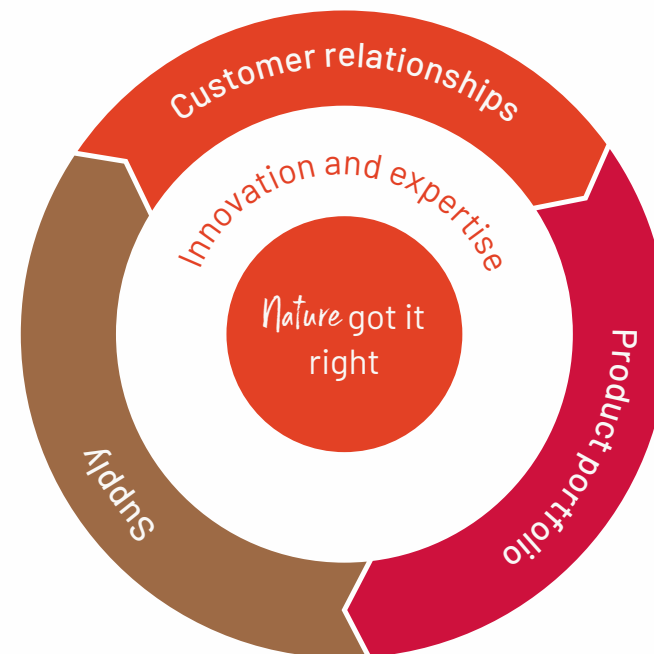 Customer relationships
Innovation and expertise
Nature got it
right
Product portfolio
Supply